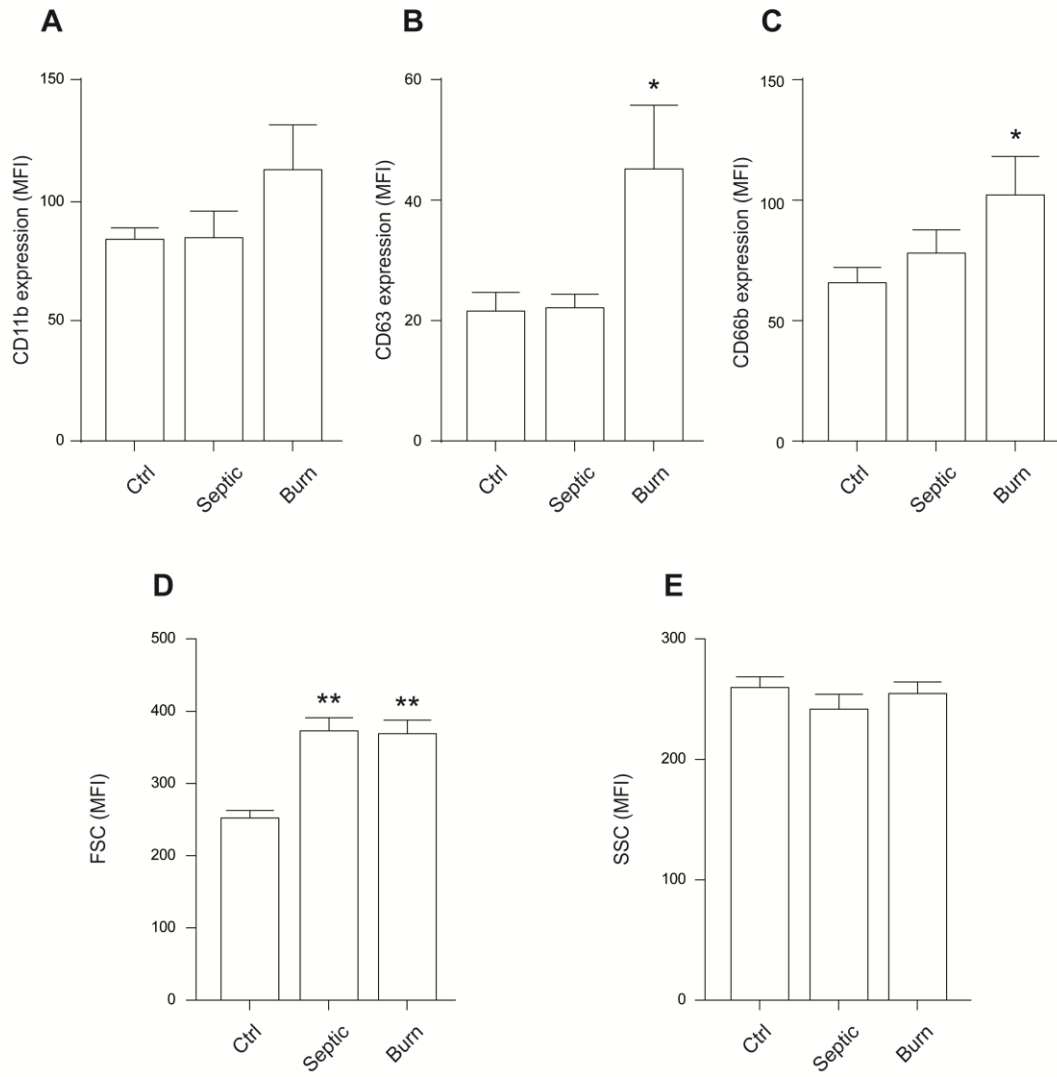 A
CD11b expression (MFI)
150
100
50
0
Ctrl
Septic
Burn
B
CD63 expression (MFI)
60
40
20
0
*
Ctrl
Septic
Burn
C
CD66b expression (MFI)
150
100
50
0
*
Ctrl
Septic
Burn
D
FSC (MFI)
500
400
300
200
100
0
**
**
Ctrl
Septic
Burn
E
SSC (MFI)
300
200
100
0
Ctrl
Septic
Burn